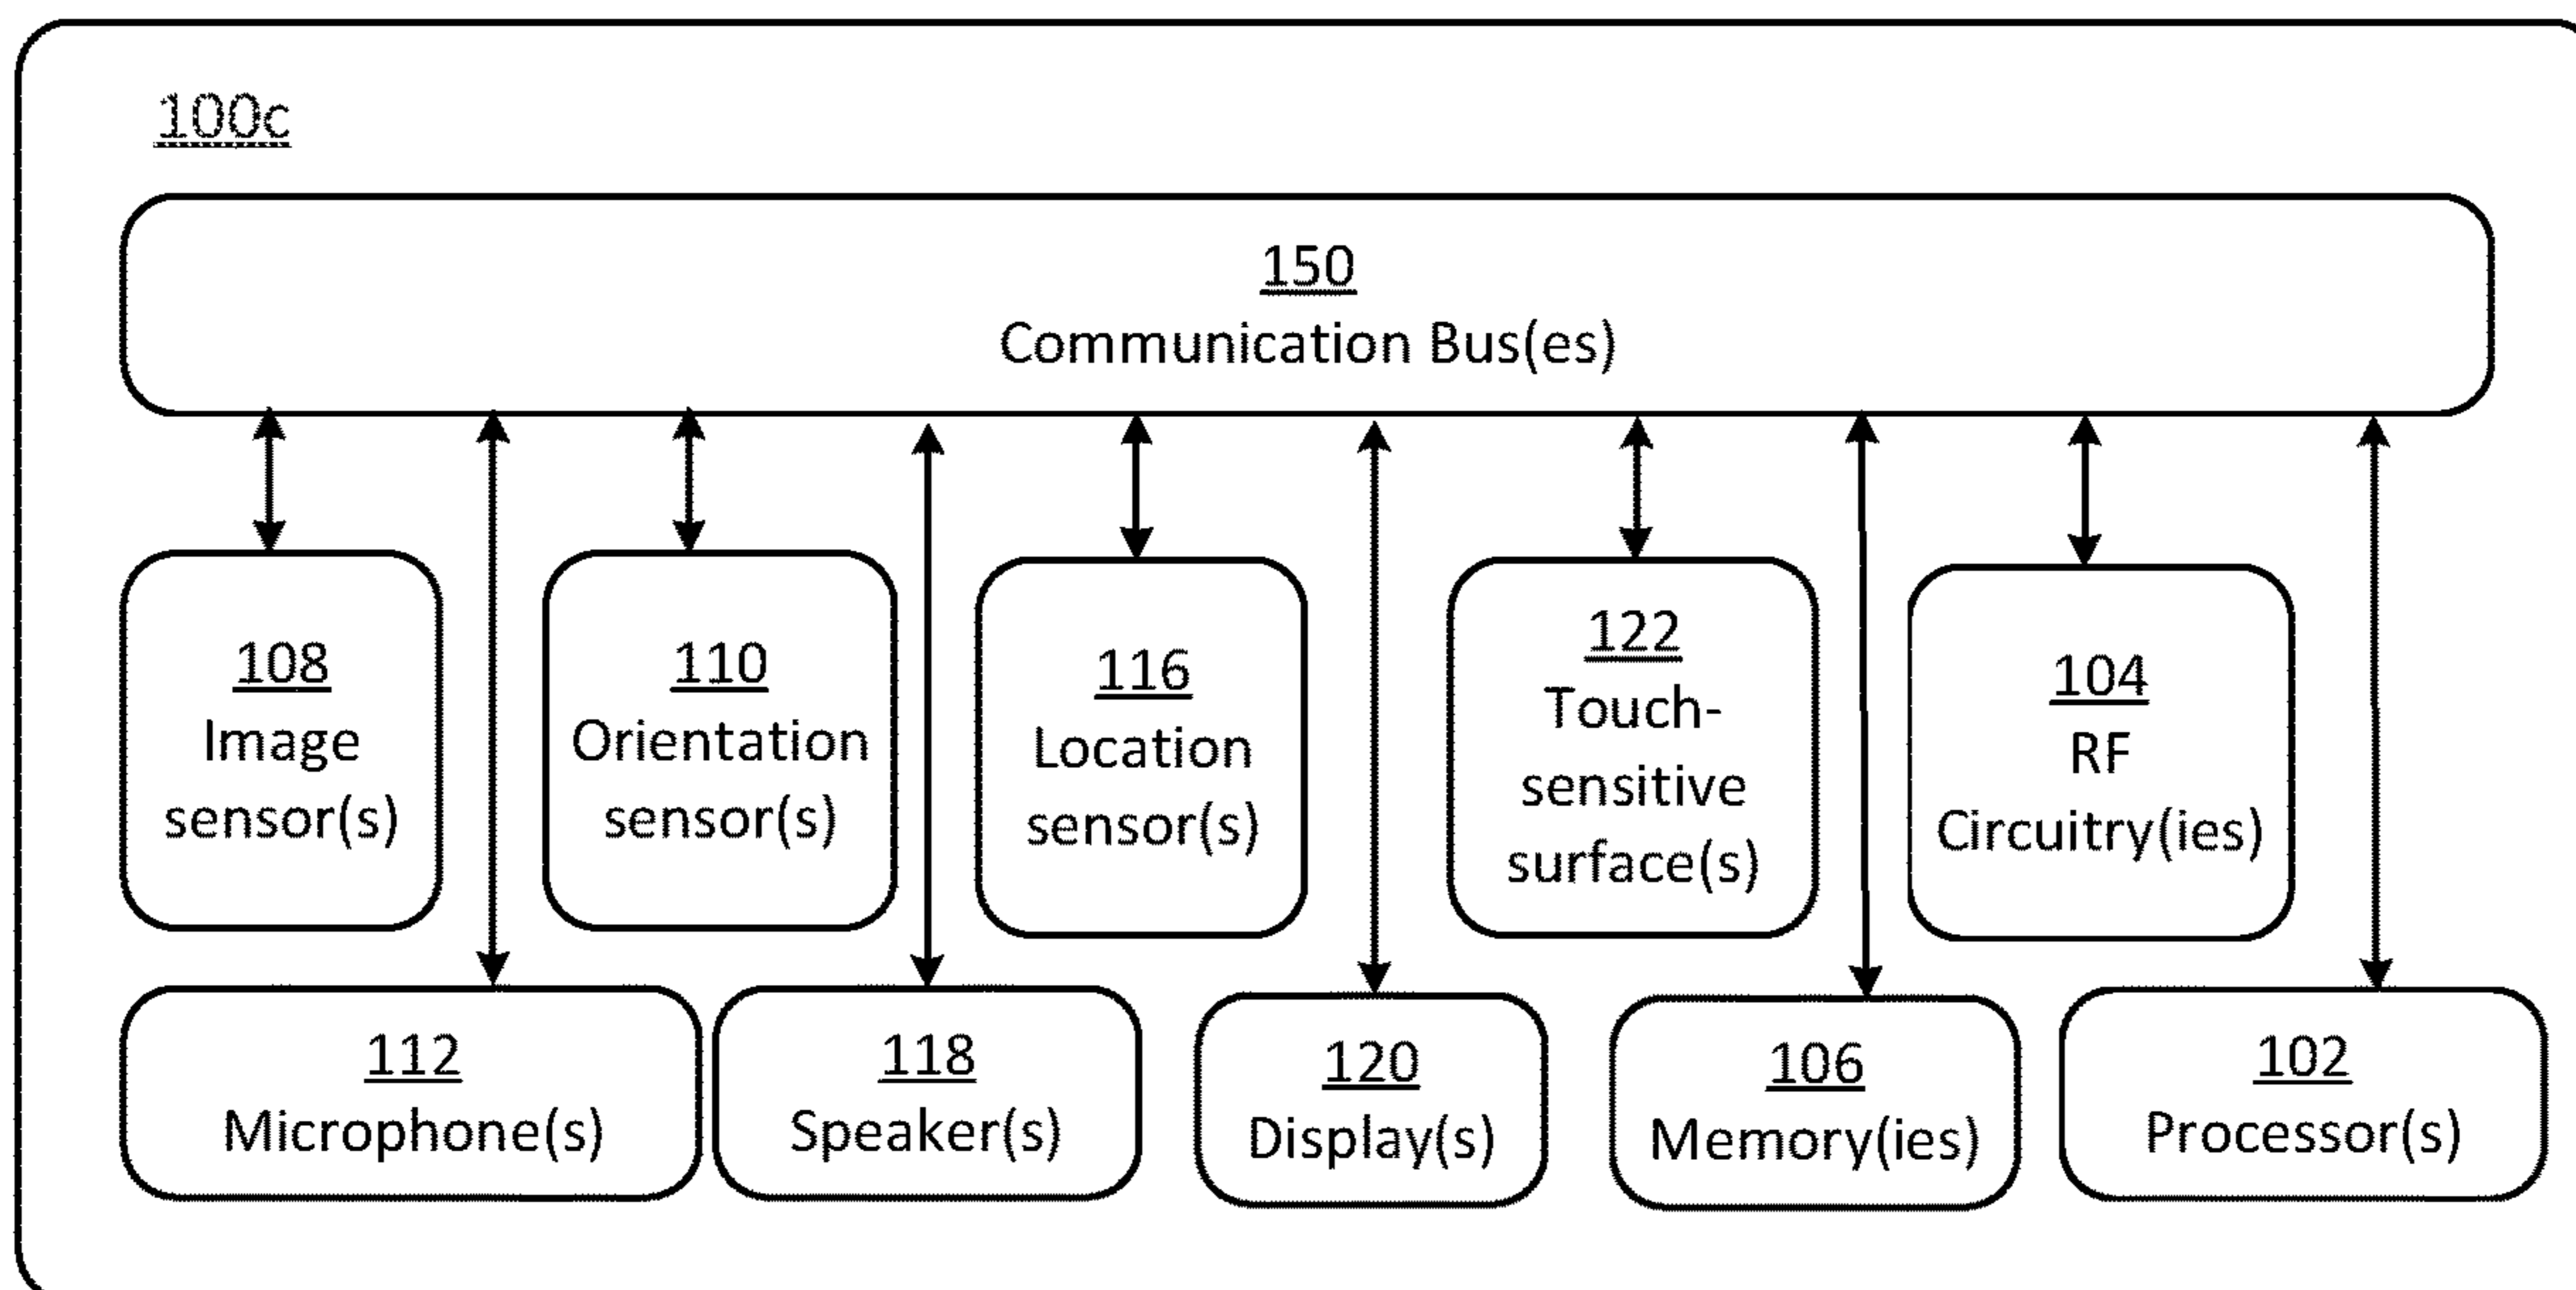 100c
150
Communication Bus(es)
108
Image
sensor(s)
110
Orientation
sensor(s)
116
Location
sensor(s)
122
Touch-
sensitive
surface(s)
104
RF
Circuitry(ies)
112
Microphone(s)
118
Speaker(s)
120
Display(s)
106
Memory(ies)
102
Processor(s)